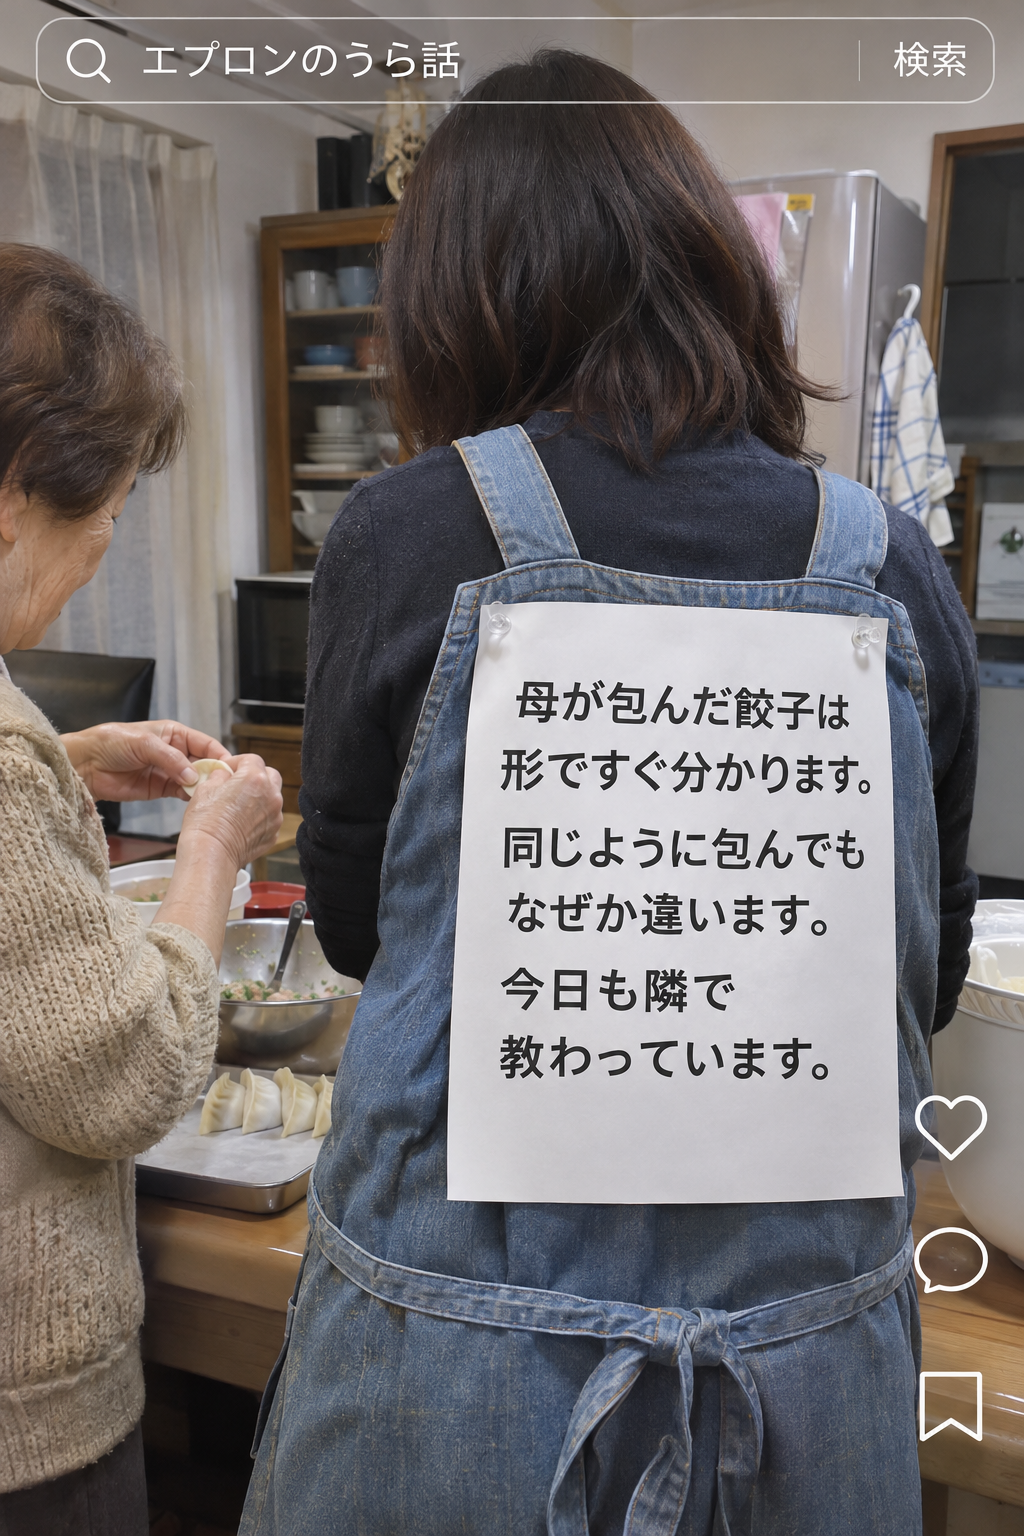 エプロンのうら話
検索
母が包んだ餃子は
形ですぐ分かります。
同じように包んでも
なぜか違います。
今日も隣で
教わっています。